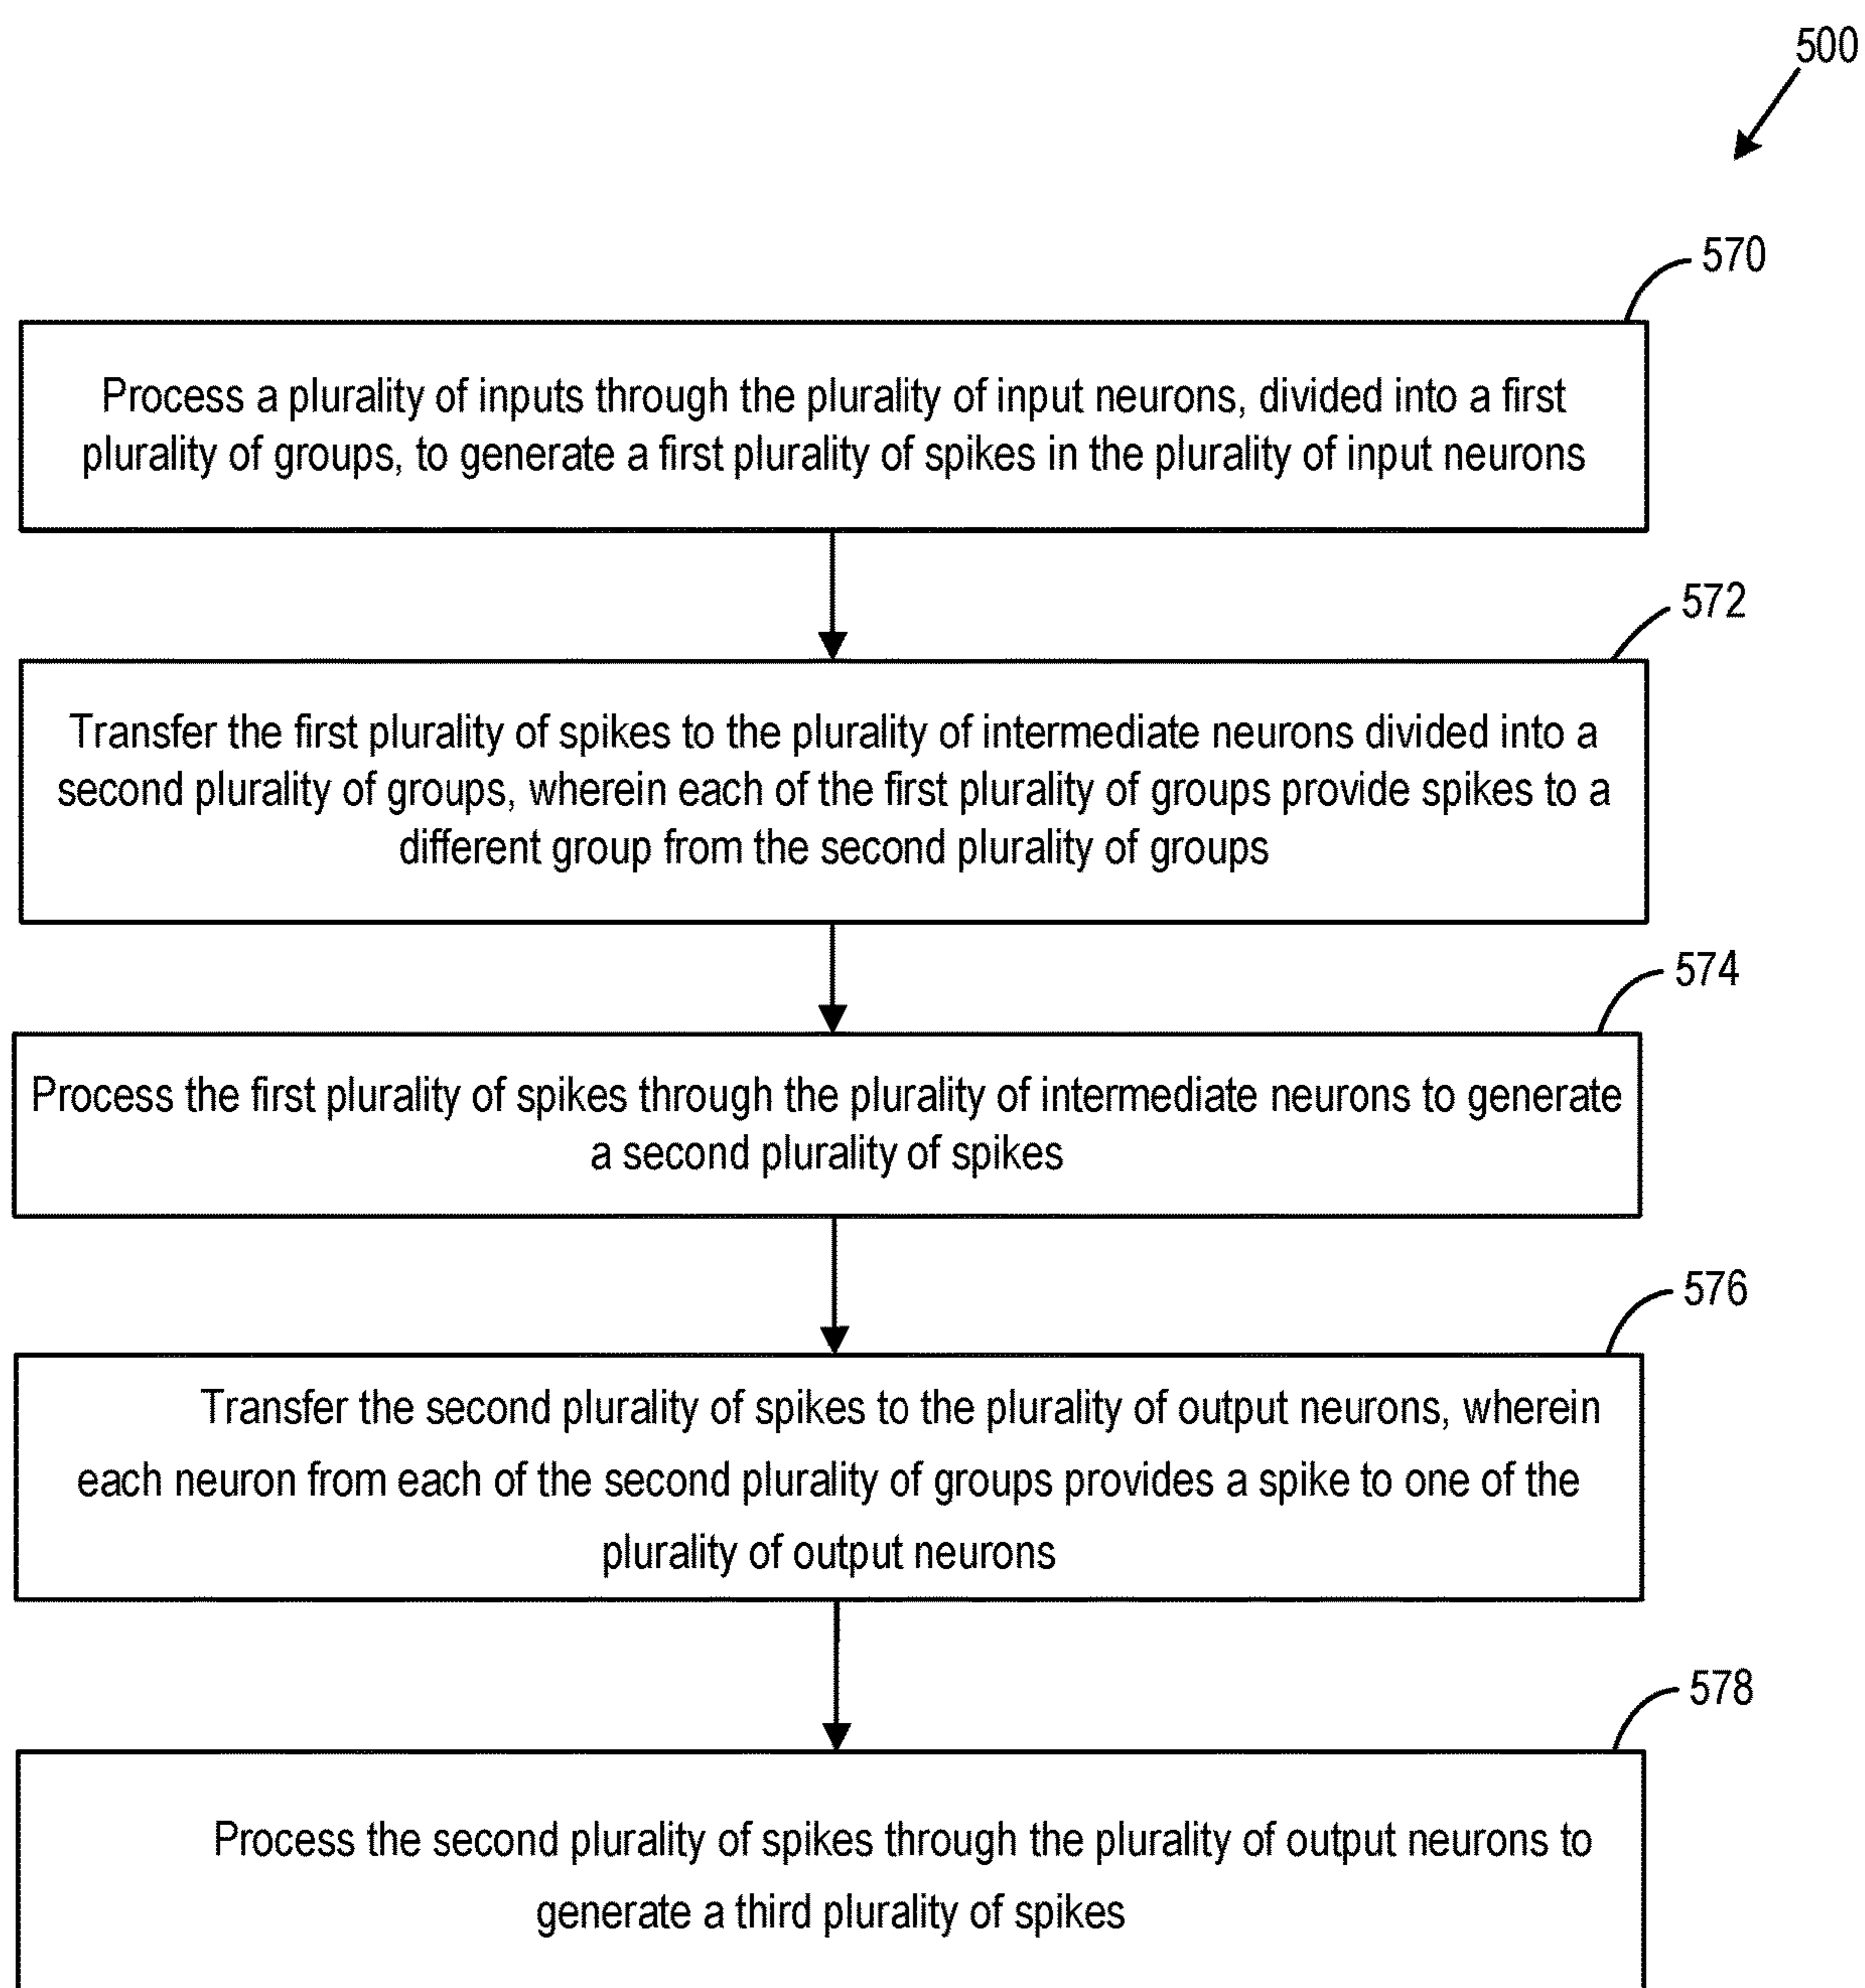 500
570
Process a plurality of inputs through the plurality of input neurons, divided into a first
plurality of groups, to generate a first plurality of spikes in the plurality of input neurons
572
Transfer the first plurality of spikes to the plurality of intermediate neurons divided into a
second plurality of groups, wherein each of the first plurality of groups provide spikes to a
different group from the second plurality of groups
574
Process the first plurality of spikes through the plurality of intermediate neurons to generate
a second plurality of spikes
576
Transfer the second plurality of spikes to the plurality of output neurons, wherein
each neuron from each of the second plurality of groups provides a spike to one of the
plurality of output neurons
578
Process the second plurality of spikes through the plurality of output neurons to
generate a third plurality of spikes